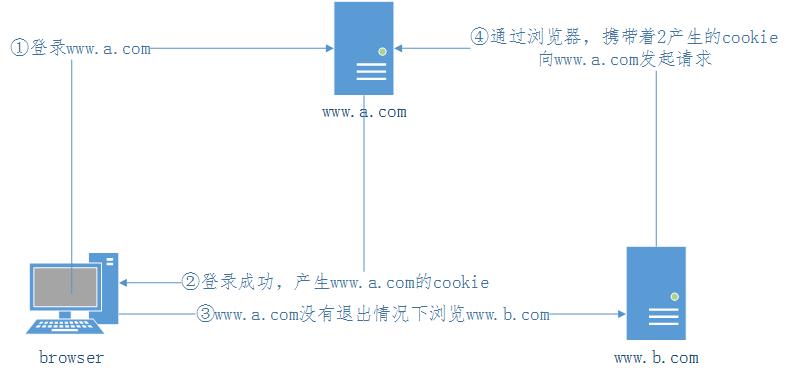 ①登录www.a.com
④通过浏览器，携带着2产生的cookie
向www.a.com发起请求
www.a.com
②登录成功，产生www.a.com的cookie
③www.a.com没有退出情况下浏览www.b.com
browser
www.b.com